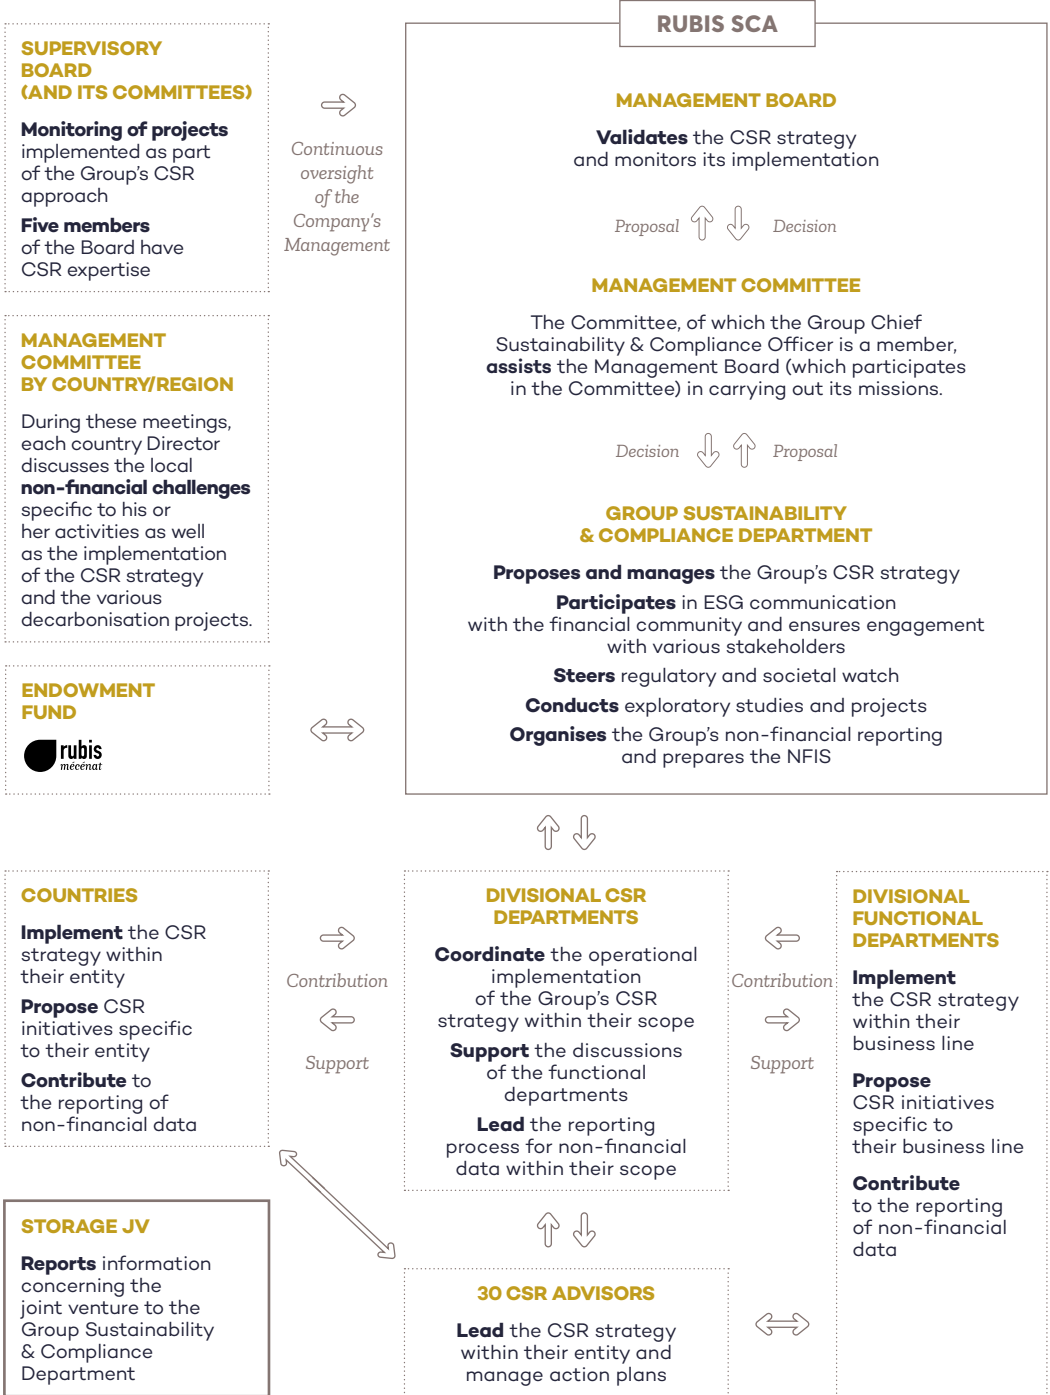 RUBIS SCA
SUPERVISORY
BOARD
(AND ITS COMMITTEES)
Monitoring of projects
implemented as part
of the Group's CSR
approach
Five members
of the Board have
CSR expertise
Continuous
oversight
of the
Company's
Management
MANAGEMENT BOARD
Validates the CSR strategy
and monitors its implementation
Proposal
Decision
MANAGEMENT COMMITTEE
The Committee, of which the Group Chief
Sustainability & Compliance Officer is a member,
assists the Management Board (which participates
in the Committee) in carrying out its missions.
Decision
Proposal
GROUP SUSTAINABILITY
& COMPLIANCE DEPARTMENT
Proposes and manages the Group's CSR strategy
Participates in ESG communication
with the financial community and ensures engagement
with various stakeholders
Steers regulatory and societal watch
Conducts exploratory studies and projects
Organises the Group's non-financial reporting
and prepares the NFIS
MANAGEMENT
COMMITTEE
BY COUNTRY/REGION
During these meetings,
each country Director
discusses the local
non-financial challenges
specific to his or
her activities as well
as the implementation
of the CSR strategy
and the various
decarbonisation projects.
ENDOWMENT
FUND
rubis
mécénat
COUNTRIES
Implement the CSR
strategy within
their entity
Propose CSR
initiatives specific
to their entity
Contribute to
the reporting of
non-financial data
Contribution
Support
DIVISIONAL CSR
DEPARTMENTS
Coordinate the operational
implementation
of the Group's CSR
strategy within their scope
Support the discussions
of the functional
departments
Lead the reporting
process for non-financial
data within their scope
Contribution
Support
DIVISIONAL
FUNCTIONAL
DEPARTMENTS
Implement
the CSR strategy
within their
business line
Propose
CSR initiatives
specific to
their business line
Contribute
to the reporting
of non-financial
data
STORAGE JV
Reports information
concerning the
joint venture to the
Group Sustainability
& Compliance
Department
30 CSR ADVISORS
Lead the CSR strategy
within their entity and
manage action plans